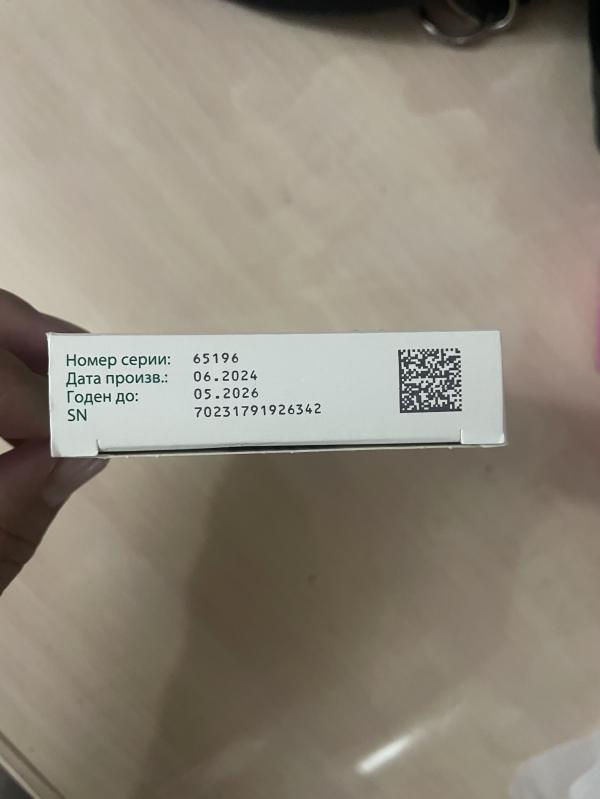 Номер серии: 65196
Дата произв.: 06.2024
Годен до: 05.2026
SN 70231791926342